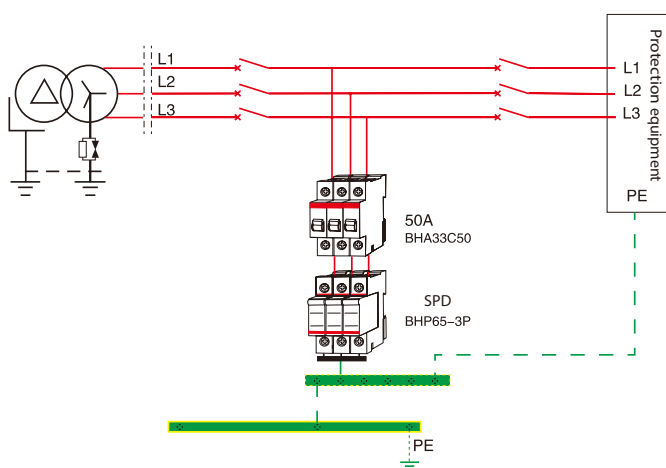 L1
L2
L3
Protection equipment
L1
L2
L3
PE
50A
BHA33C50
SPD
BHP65-3P
PE